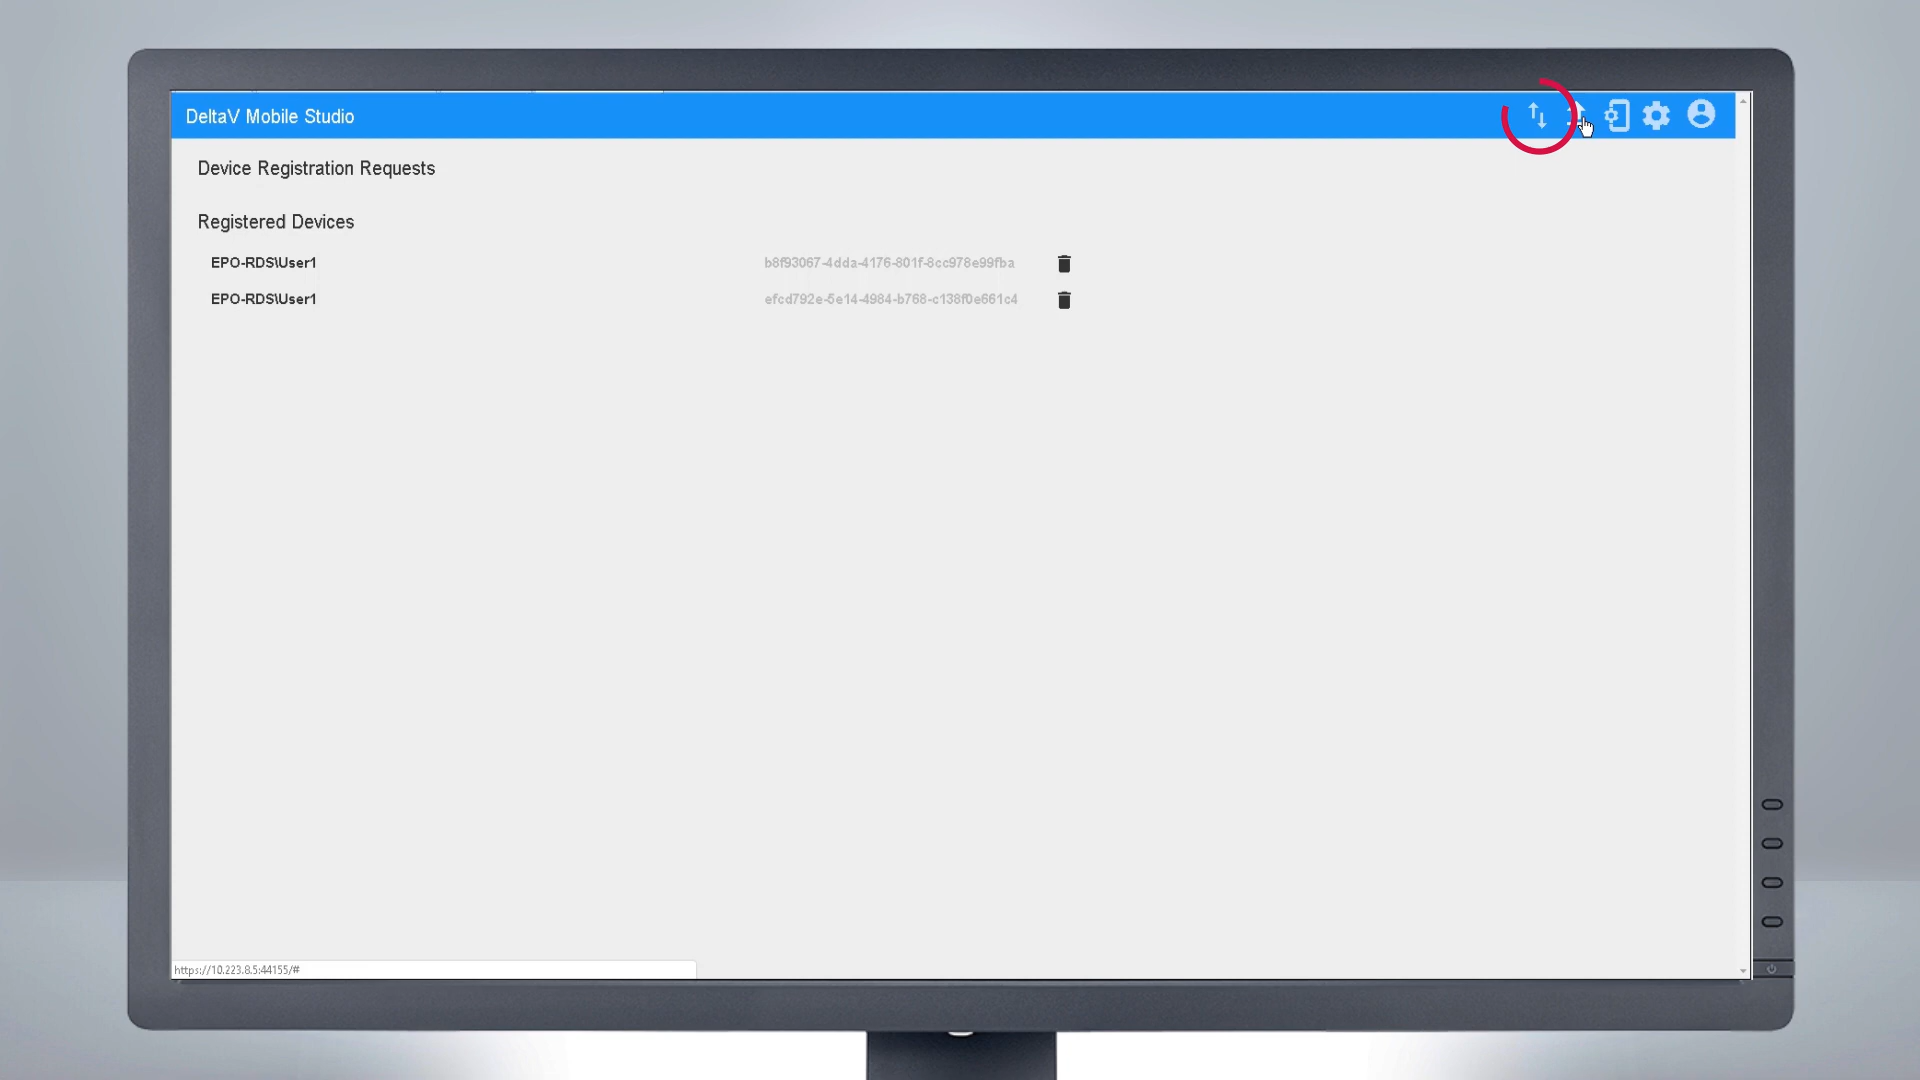 DeltaV Mobile Studio
Device Registration Requests
Registered Devices
EPO-RDS\User1 b8f93067-4dda-4176-801f-8cc978e99fba
EPO-RDS\User1 efcd792e-5e14-4984-b768-c138f0e661c4
https://10.223.8.5:44155/#